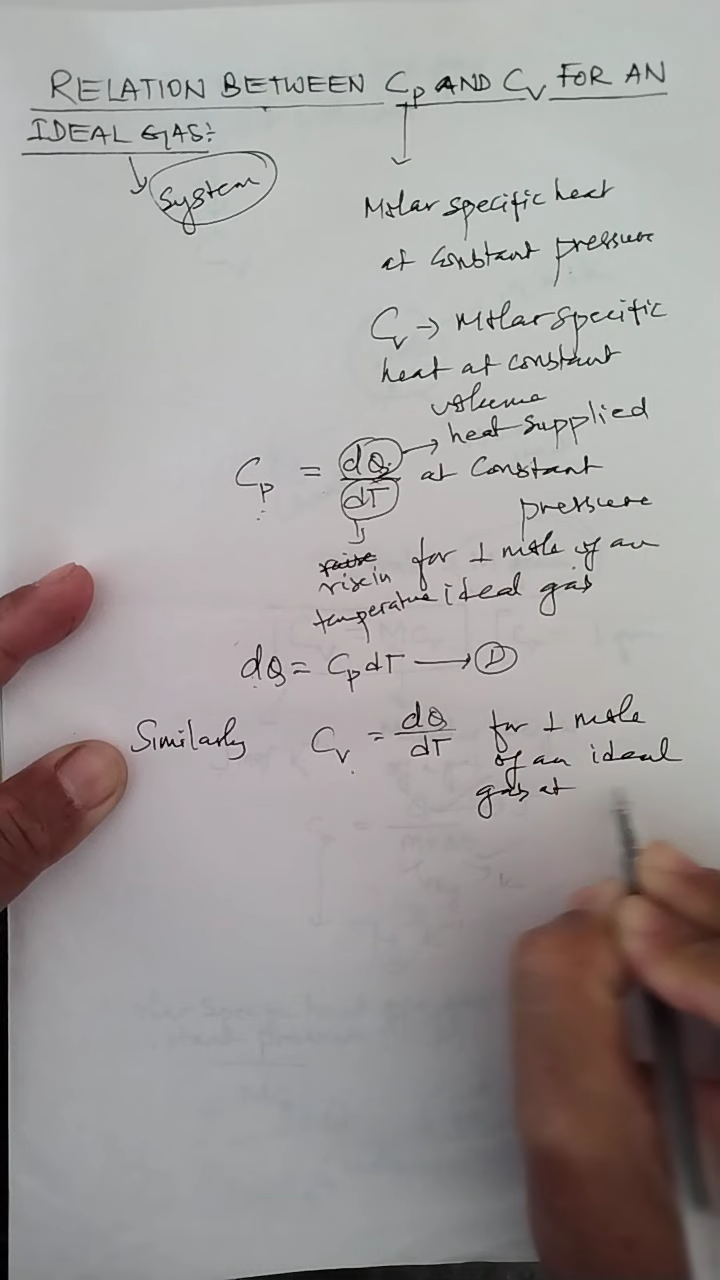 RELATION BETWEEN Cp AND Cv FOR AN
IDEAL GAS:
System
Molar specific heat
at constant pressure
Cv → Molar specific
heat at constant
volume
Cp = dQ/dT → heat supplied
at constant
pressure
raise
rise in
temperature
for 1 mole of an
ideal gas
dQ = CpdT → ①
Similarly Cv = dQ/dT for 1 mole
of an ideal
gas at